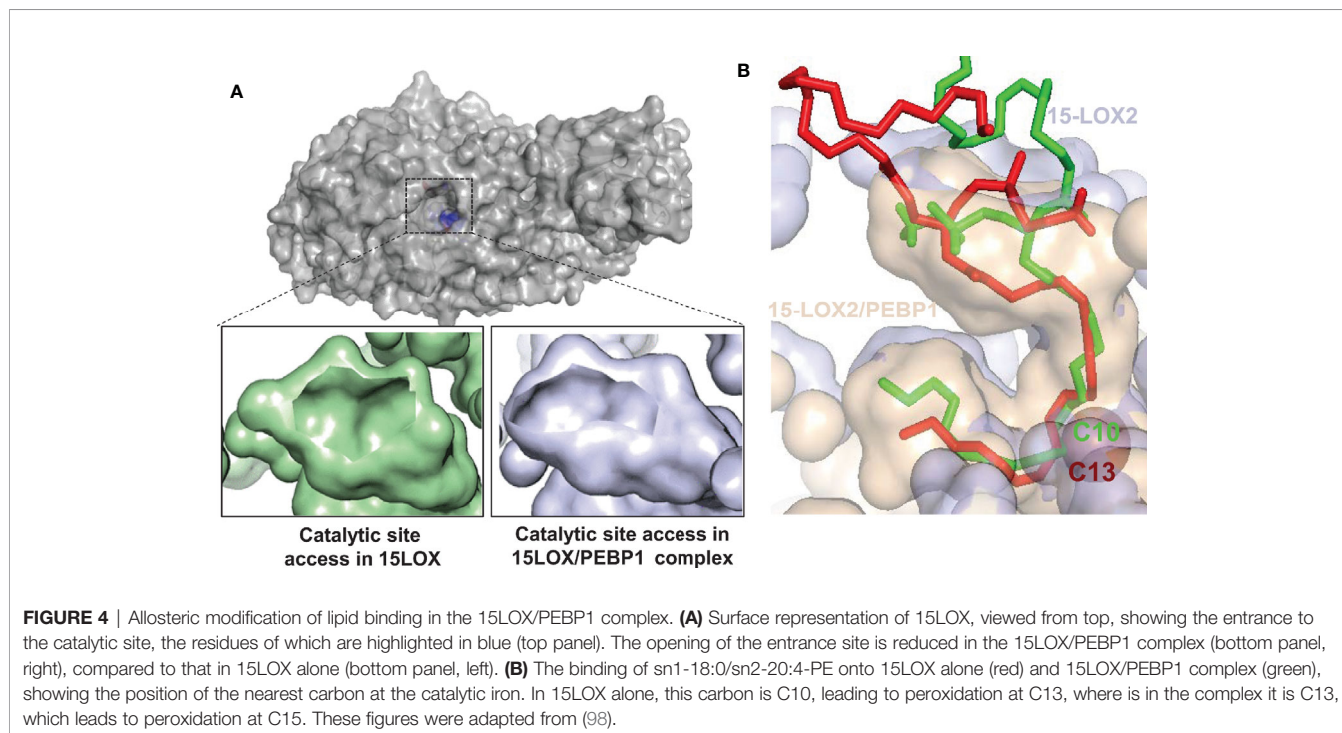 A
B
15-LOX2
15-LOX2/PEBP1
C10
C13
Catalytic site
access in 15LOX
Catalytic site access in
15LOX/PEBP1 complex
FIGURE 4 | Allosteric modification of lipid binding in the 15LOX/PEBP1 complex. (A) Surface representation of 15LOX, viewed from top, showing the entrance to
the catalytic site, the residues of which are highlighted in blue (top panel). The opening of the entrance site is reduced in the 15LOX/PEBP1 complex (bottom panel,
right), compared to that in 15LOX alone (bottom panel, left). (B) The binding of sn1-18:0/sn2-20:4-PE onto 15LOX alone (red) and 15LOX/PEBP1 complex (green),
showing the position of the nearest carbon at the catalytic iron. In 15LOX alone, this carbon is C10, leading to peroxidation at C13, where is in the complex it is C13,
which leads to peroxidation at C15. These figures were adapted from (98).